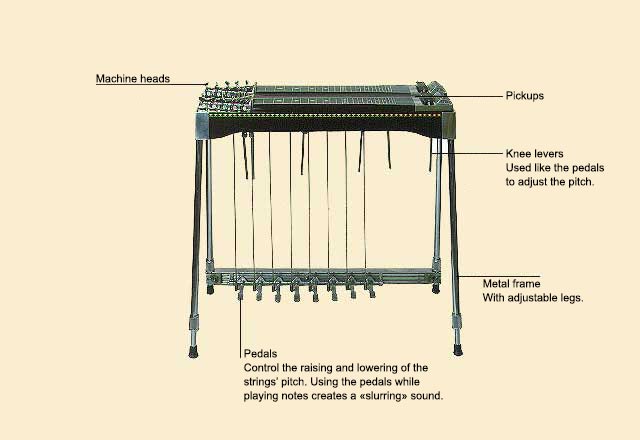 Machine heads
Pickups
Knee levers
Used like the pedals
to adjust the pitch.
Metal frame
With adjustable legs.
Pedals
Control the raising and lowering of the
strings' pitch. Using the pedals while
playing notes creates a «slurring» sound.